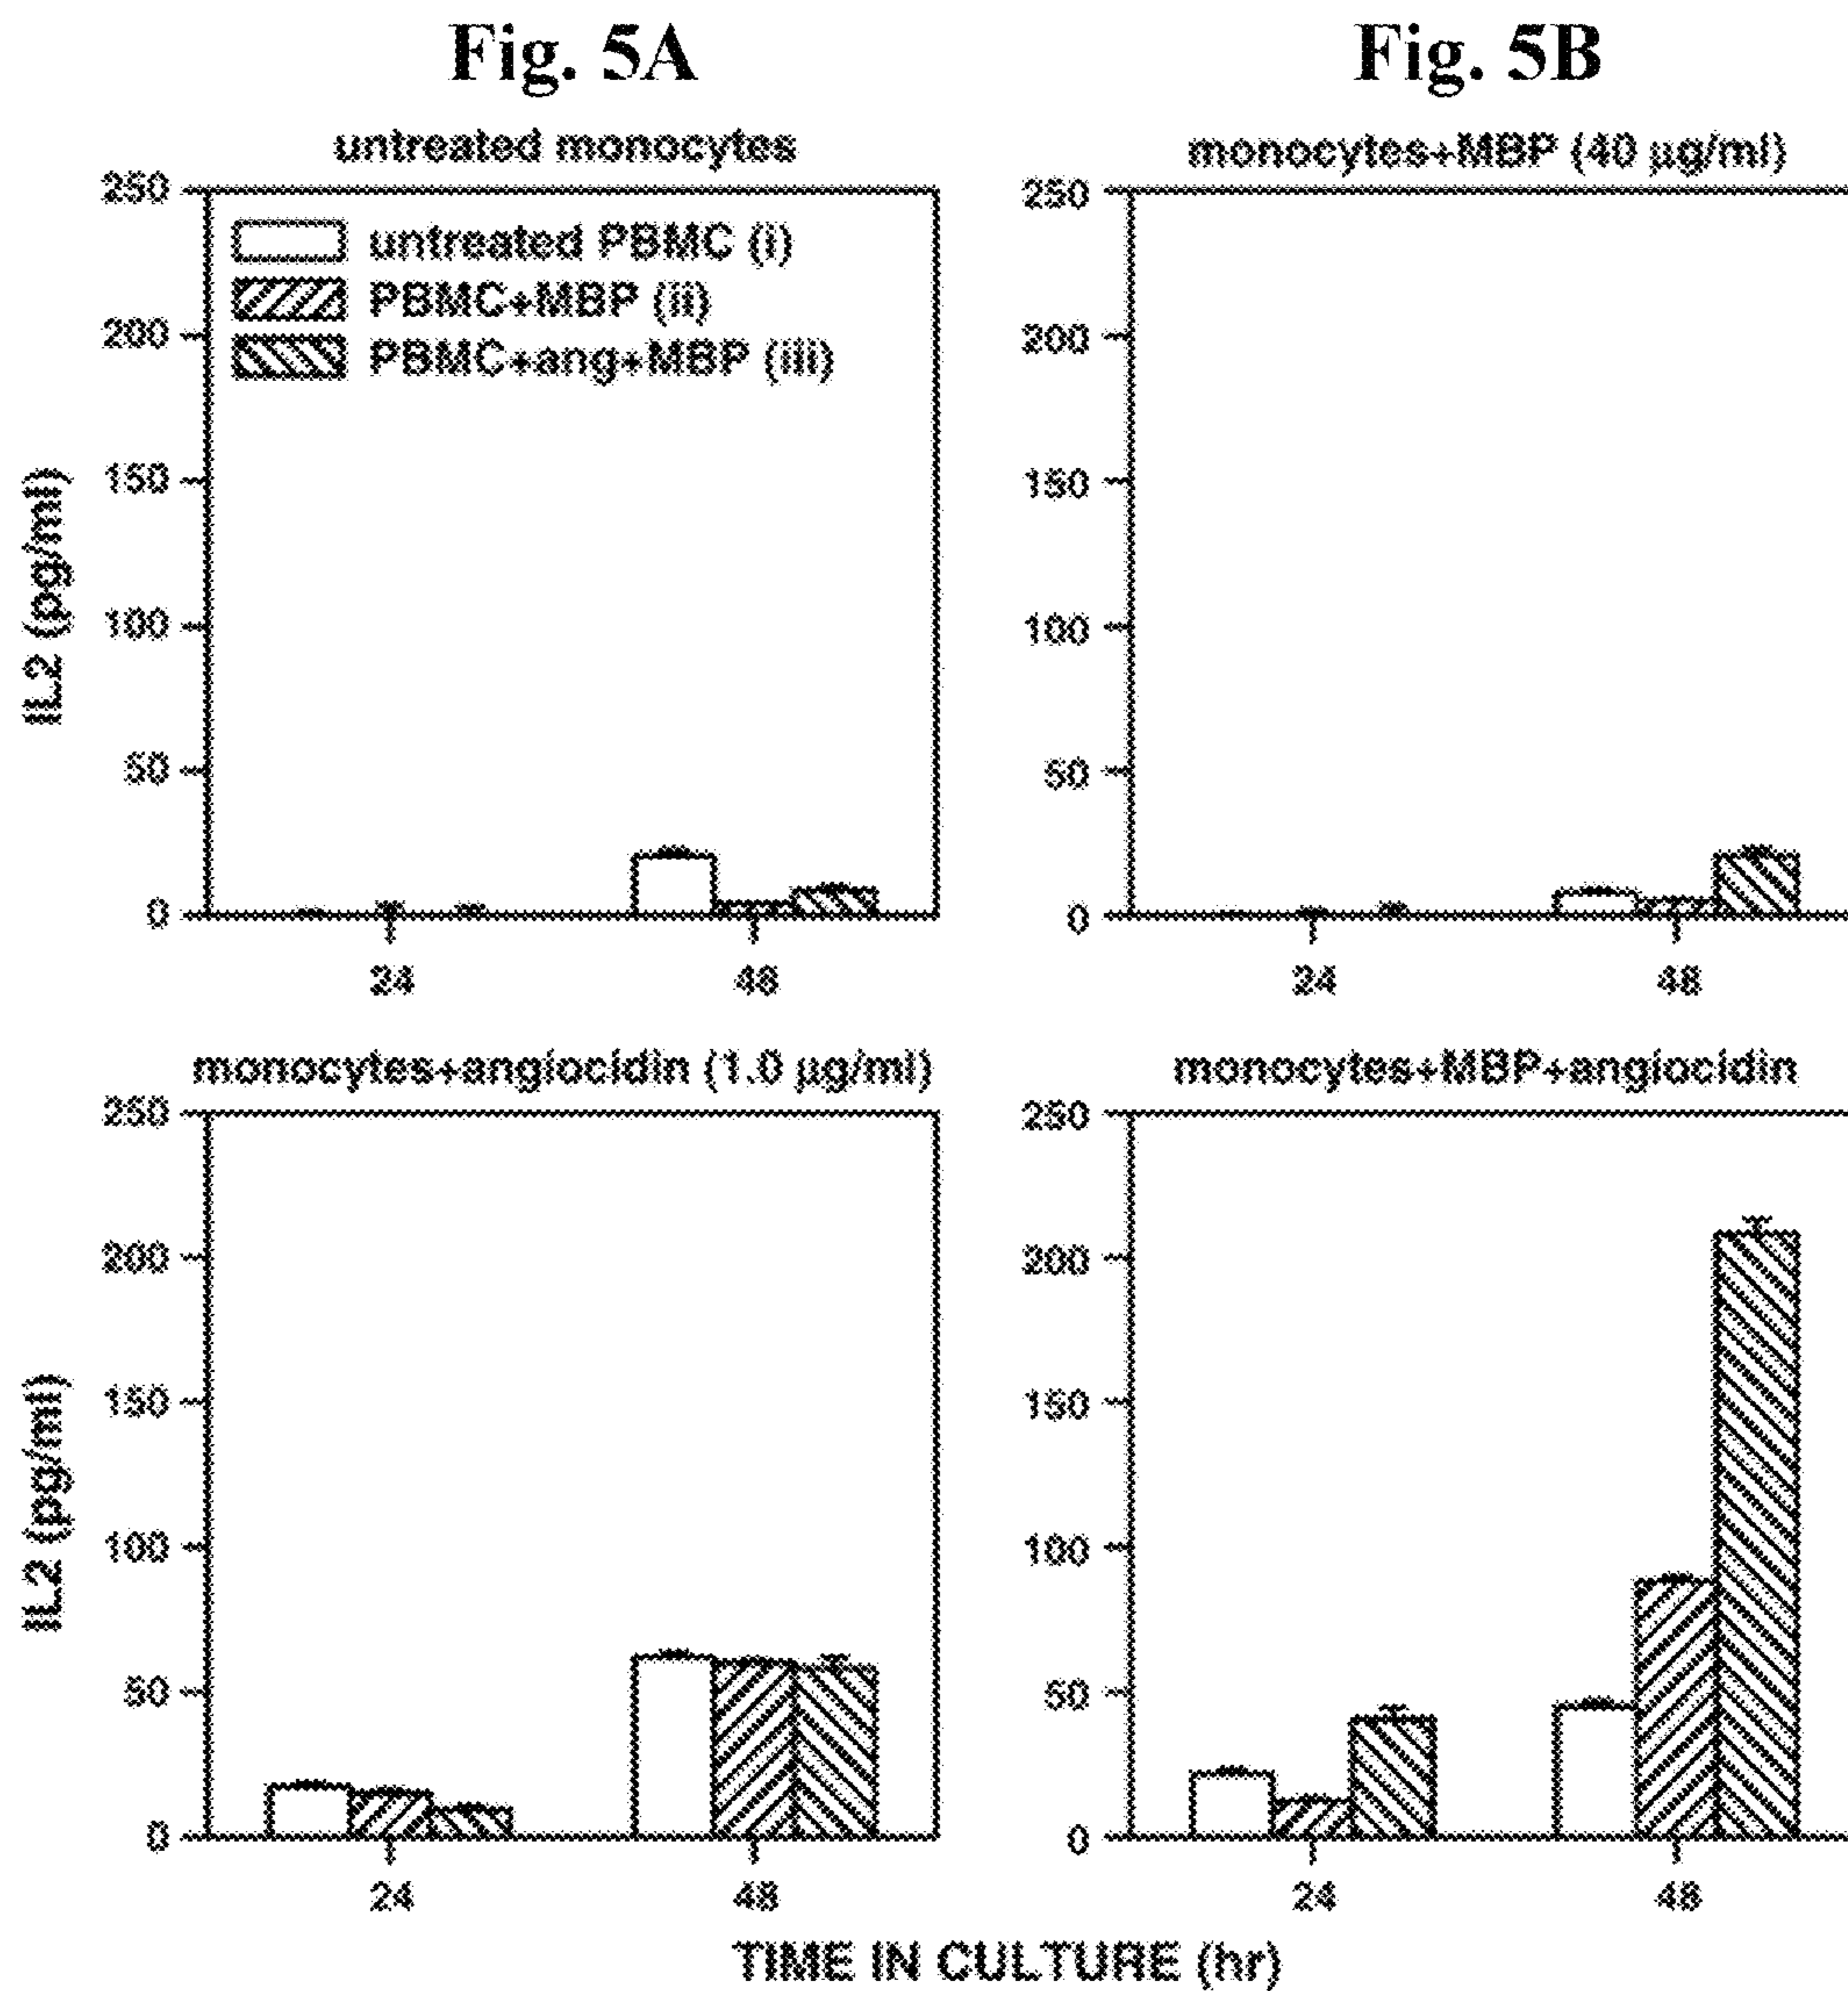 Fig. 5A
Fig. 5B
untreated monocytes
250
200
150
100
50
0
IL2 (pg/ml)
untreated PBMC (i)
PBMC+MBP (ii)
PBMC+ang+MBP (iii)
24
48
monocytes+MBP (40 µg/ml)
250
200
150
100
50
0
24
48
monocytes+angiocidin (1.0 µg/ml)
250
200
150
100
50
0
IL2 (pg/ml)
24
48
monocytes+MBP+angiocidin
250
200
150
100
50
0
24
48
TIME IN CULTURE (hr)